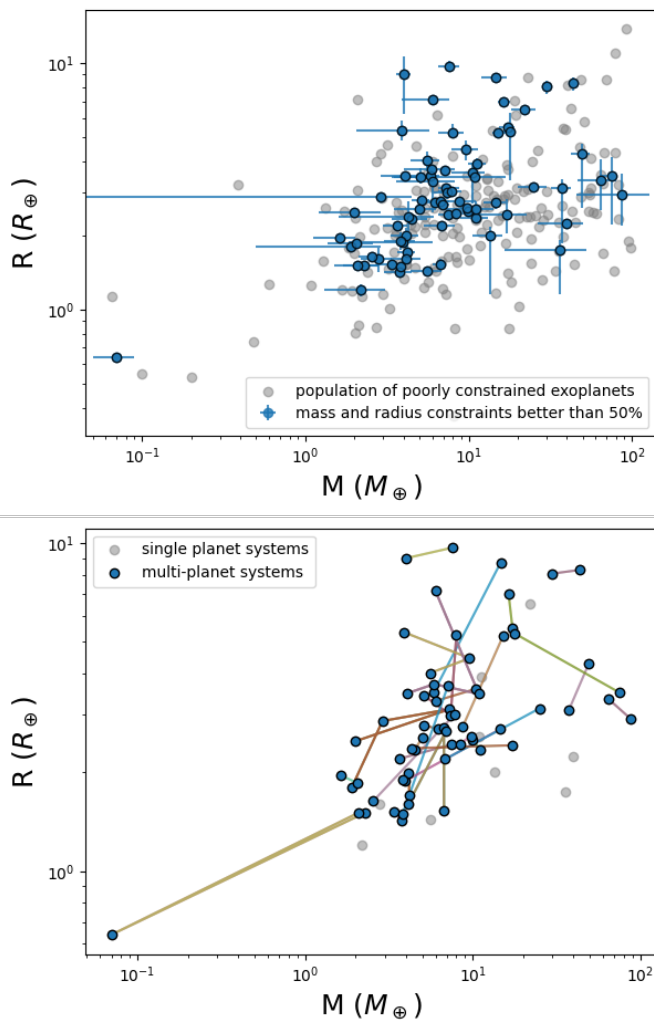 10¹
10⁰
R (R⊕)
population of poorly constrained exoplanets
mass and radius constraints better than 50%
10⁻¹ 10⁰ 10¹ 10²
M (M⊕)
single planet systems
multi-planet systems
10¹
10⁰
R (R⊕)
10⁻¹ 10⁰ 10¹ 10²
M (M⊕)